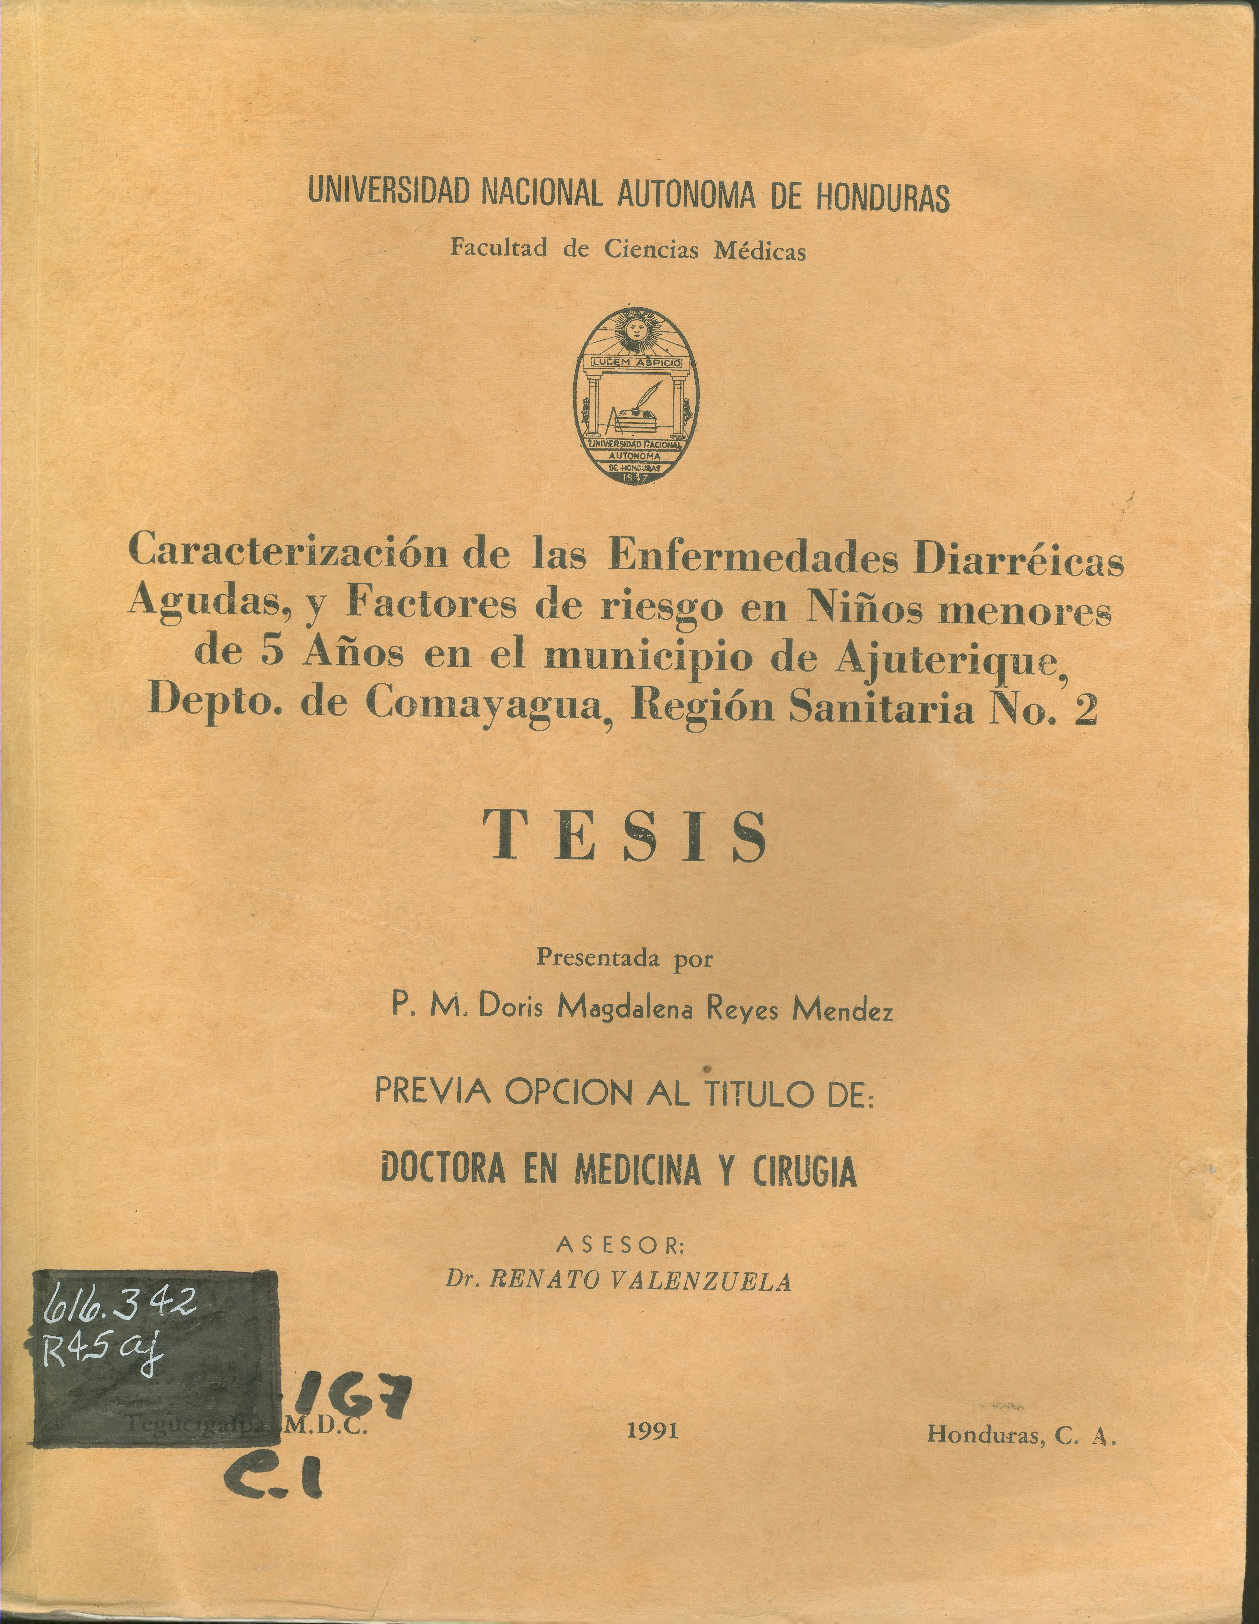 UNIVERSIDAD NACIONAL AUTONOMA DE HONDURAS
Facultad de Ciencias Médicas
LUCEM ASPICIO
UNIVERSIDAD NACIONAL
AUTONOMA
DE HONDURAS
1847
Caracterización de las Enfermedades Diarréicas
Agudas, y Factores de riesgo en Niños menores
de 5 Años en el municipio de Ajuterique,
Depto. de Comayagua, Región Sanitaria No. 2
TESIS
Presentada por
P. M. Doris Magdalena Reyes Mendez
PREVIA OPCION AL TITULO DE:
DOCTORA EN MEDICINA Y CIRUGIA
ASESOR:
Dr. RENATO VALENZUELA
616.342
R45aj
167
Tegucigalpa, M.D.C. 1991 Honduras, C. A.
C.1